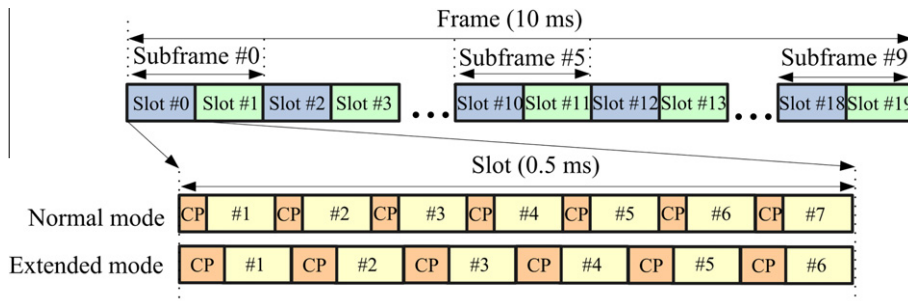 Frame (10 ms)
Subframe #0 Subframe #5 Subframe #9
Slot #0 Slot #1 Slot #2 Slot #3 ••• Slot #10 Slot #11 Slot #12 Slot #13 ••• Slot #18 Slot #19
Slot (0.5 ms)
Normal mode CP #1 CP #2 CP #3 CP #4 CP #5 CP #6 CP #7
Extended mode CP #1 CP #2 CP #3 CP #4 CP #5 CP #6